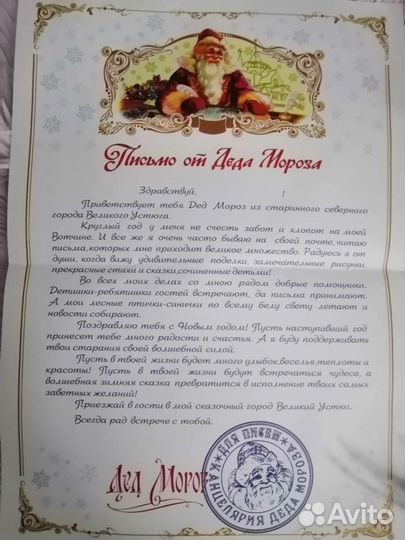 Письмо от Деда Мороза
Здравствуй, !
Приветствует тебя Дед Мороз из старинного северного
города Великого Устюга.
Круглый год у меня не счесть забот и хлопот на моей
Вотчине. И все же я очень часто бываю на своей почте,читаю
письма,которых мне приходит великое множество. Радуюсь я от
души, когда вижу удивительные поделки, замечательные рисунки,
прекрасные стихи и сказки,сочиненные детьми!
Во всех моих делах со мною рядом добрые помощники.
Детишки-ребятишки гостей встречают, да письма принимают.
А мои лесные птички-синички по всему белу свету летают и
новости собирают.
Поздравляю тебя с Новым годом! Пусть наступивший год
принесет тебе много радости и счастья. А я буду поддерживать
твои старания своей волшебной силой.
Пусть в твоей жизни будет много улыбок,веселья,теплоты и
красоты! Пусть в твоей жизни будут встречаться чудеса, а
волшебная зимняя сказка превратится в исполнение твоих самых
заветных желаний!
Приезжай в гости в мой сказочный город Великий Устюг.
Всегда рад встрече с тобой.
Дед Мороз
КАНЦЕЛЯРИЯ ДЕДА МОРОЗА
ДЛЯ ПИСЕМ
Avito